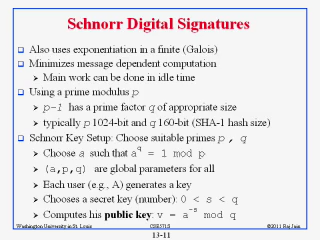 Schnorr Digital Signatures
Also uses exponentiation in a finite (Galois)
Minimizes message dependent computation
Main work can be done in idle time
Using a prime modulus p
p-1 has a prime factor q of appropriate size
typically p 1024-bit and q 160-bit (SHA-1 hash size)
Schnorr Key Setup: Choose suitable primes p , q
Choose a such that a^q = 1 mod p
(a,p,q) are global parameters for all
Each user (e.g., A) generates a key
Chooses a secret key (number): 0 < s < q
Computes his public key: v = a^-s mod q
Washington University in St. Louis CSE571S ©2011 Raj Jain
13-11